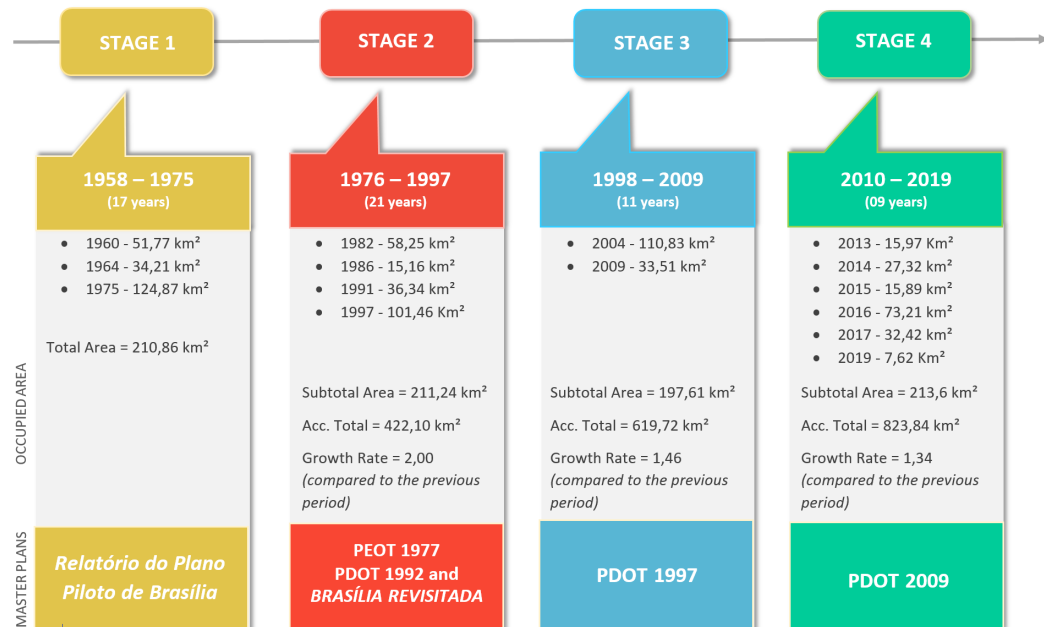 STAGE 1
STAGE 2
STAGE 3
STAGE 4
1958 – 1975
(17 years)
1976 – 1997
(21 years)
1998 – 2009
(11 years)
2010 – 2019
(09 years)
OCCUPIED AREA
• 1960 - 51,77 km²
• 1964 - 34,21 km²
• 1975 - 124,87 km²
Total Area = 210,86 km²
• 1982 - 58,25 km²
• 1986 - 15,16 km²
• 1991 - 36,34 km²
• 1997 - 101,46 Km²
Subtotal Area = 211,24 km²
Acc. Total = 422,10 km²
Growth Rate = 2,00
(compared to the previous
period)
• 2004 - 110,83 km²
• 2009 - 33,51 km²
Subtotal Area = 197,61 km²
Acc. Total = 619,72 km²
Growth Rate = 1,46
(compared to the previous
period)
• 2013 - 15,97 Km²
• 2014 - 27,32 km²
• 2015 - 15,89 km²
• 2016 - 73,21 km²
• 2017 - 32,42 km²
• 2019 - 7,62 Km²
Subtotal Area = 213,6 km²
Acc. Total = 823,84 km²
Growth Rate = 1,34
(compared to the previous
period)
MASTER PLANS
Relatório do Plano
Piloto de Brasília
PEOT 1977
PDOT 1992 and
BRASÍLIA REVISITADA
PDOT 1997
PDOT 2009